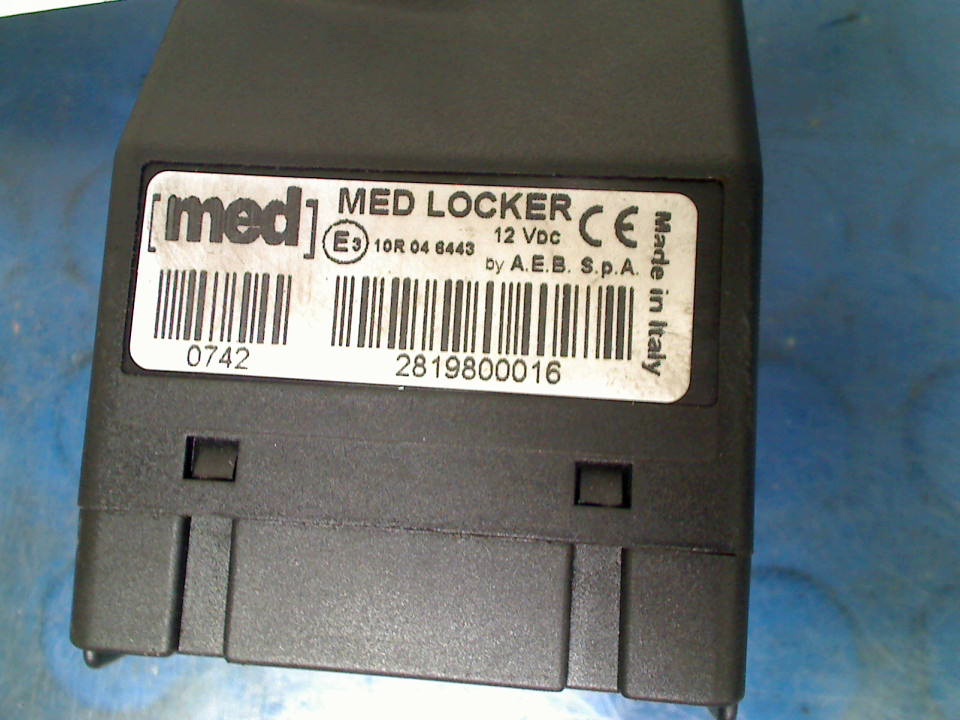 [med]
MED LOCKER
E3 10R 04 6443
12 VDC
CE
by A.E.B. S.p.A.
Made in Italy
0742
2819800016